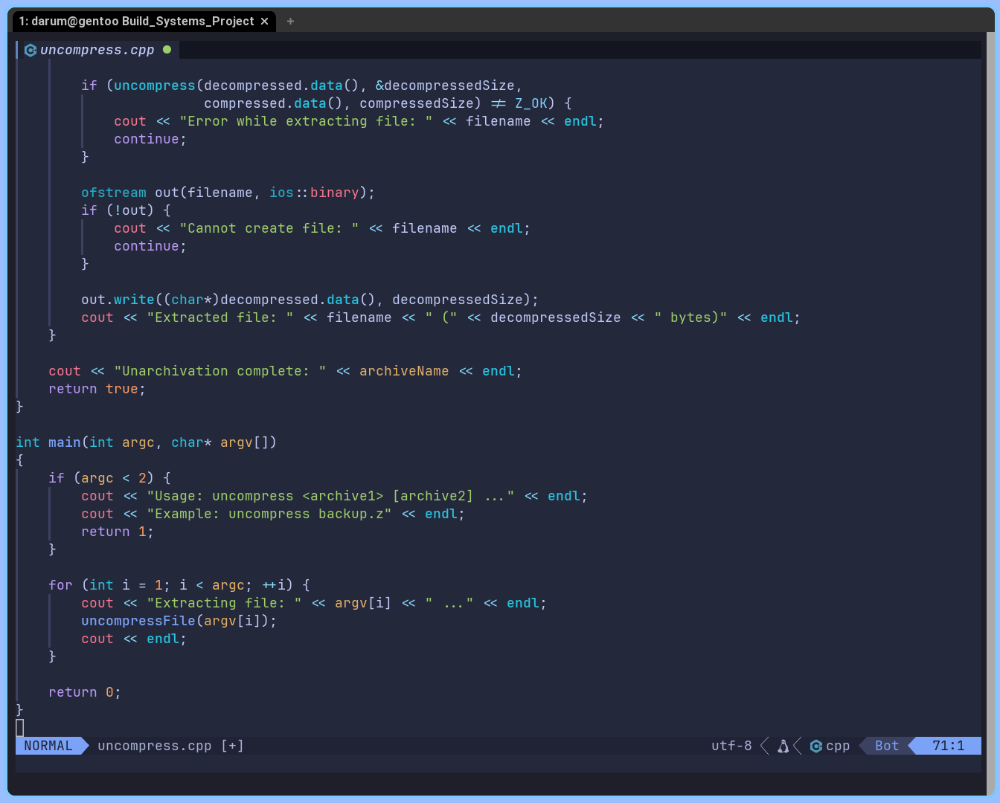 1: darum@gentoo Build_Systems_Project × +
uncompress.cpp
if (uncompress(decompressed.data(), &decompressedSize,
compressed.data(), compressedSize) != Z_OK) {
cout << "Error while extracting file: " << filename << endl;
continue;
}
ofstream out(filename, ios::binary);
if (!out) {
cout << "Cannot create file: " << filename << endl;
continue;
}
out.write((char*)decompressed.data(), decompressedSize);
cout << "Extracted file: " << filename << " (" << decompressedSize << " bytes)" << endl;
}
cout << "Unarchivation complete: " << archiveName << endl;
return true;
}
int main(int argc, char* argv[])
{
if (argc < 2) {
cout << "Usage: uncompress <archive1> [archive2] ..." << endl;
cout << "Example: uncompress backup.z" << endl;
return 1;
}
for (int i = 1; i < argc; ++i) {
cout << "Extracting file: " << argv[i] << " ..." << endl;
uncompressFile(argv[i]);
cout << endl;
}
return 0;
}
NORMAL uncompress.cpp [+] utf-8 cpp Bot 71:1